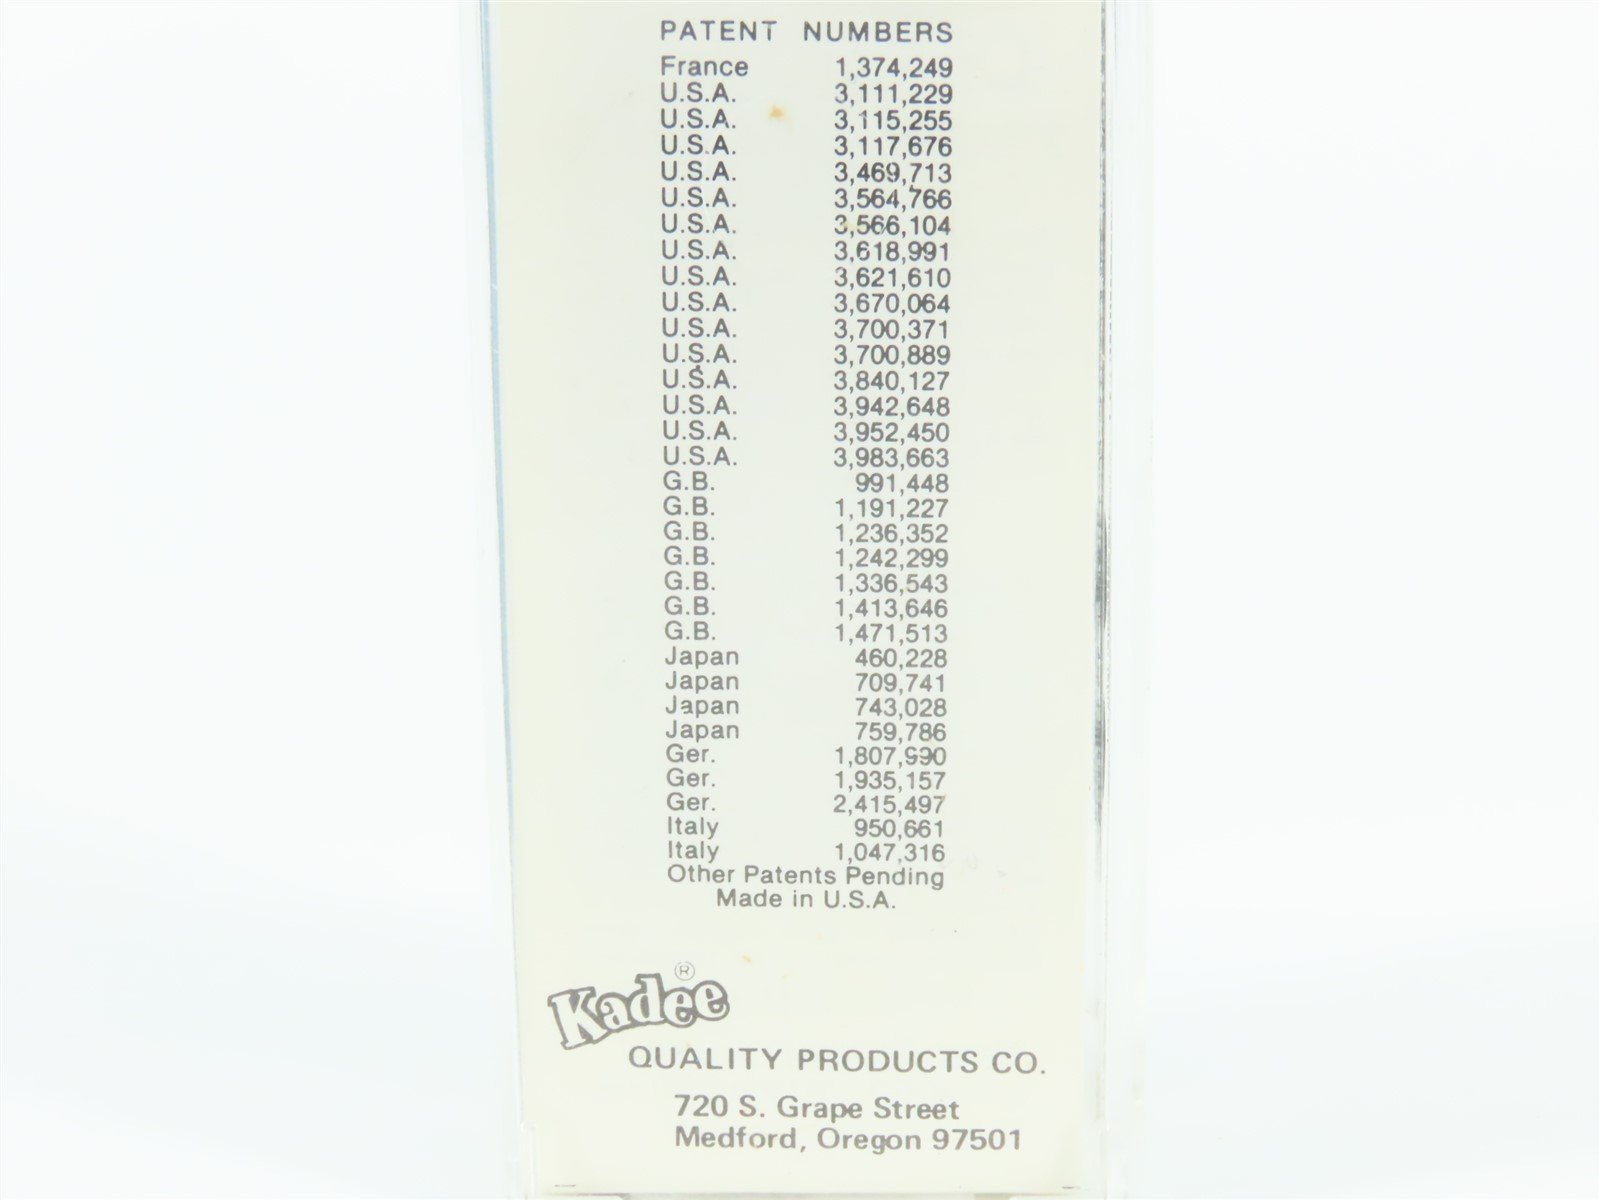 PATENT NUMBERS
France 1,374,249
U.S.A. 3,111,229
U.S.A. 3,115,255
U.S.A. 3,117,676
U.S.A. 3,469,713
U.S.A. 3,564,766
U.S.A. 3,566,104
U.S.A. 3,618,991
U.S.A. 3,621,610
U.S.A. 3,670,064
U.S.A. 3,700,371
U.S.A. 3,700,889
U.S.A. 3,840,127
U.S.A. 3,942,648
U.S.A. 3,952,450
U.S.A. 3,983,663
G.B. 991,448
G.B. 1,191,227
G.B. 1,236,352
G.B. 1,242,299
G.B. 1,336,543
G.B. 1,413,646
G.B. 1,471,513
Japan 460,228
Japan 709,741
Japan 743,028
Japan 759,786
Ger. 1,807,990
Ger. 1,935,157
Ger. 2,415,497
Italy 950,661
Italy 1,047,316
Other Patents Pending
Made in U.S.A.
Kadee ®
QUALITY PRODUCTS CO.
720 S. Grape Street
Medford, Oregon 97501